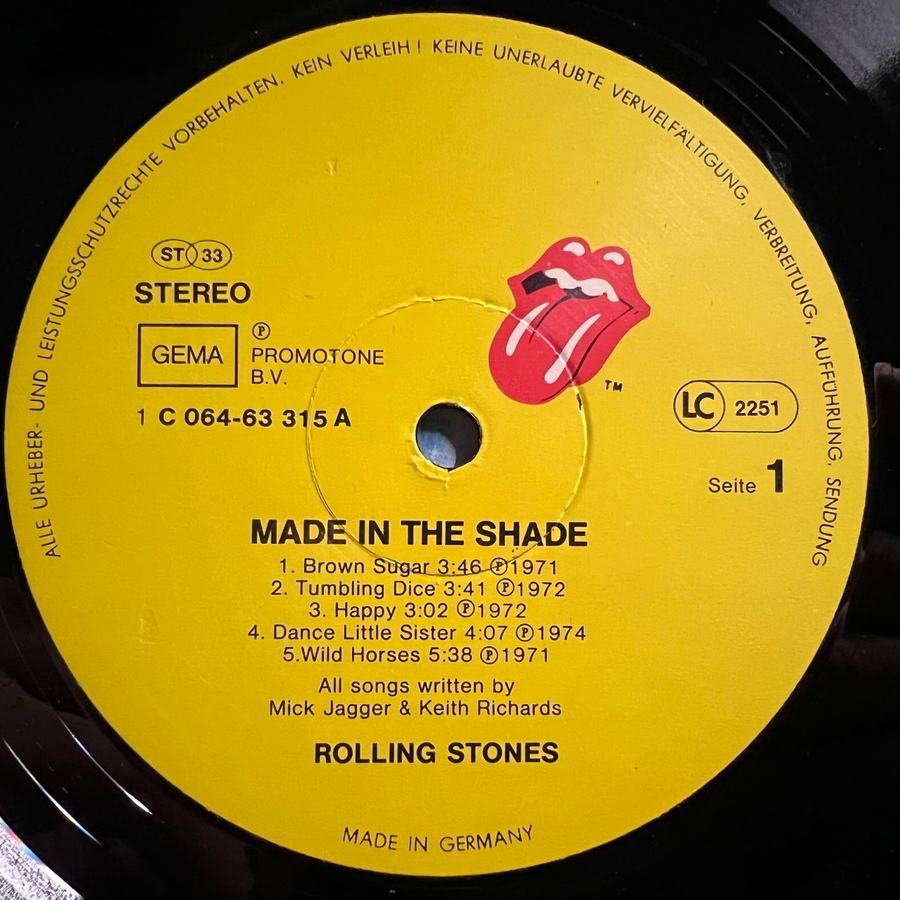 ALLE URHEBER- UND LEISTUNGSSCHUTZRECHTE VORBEHALTEN. KEIN VERLEIH! KEINE UNERLAUBTE VERVIELFÄLTIGUNG, VERBREITUNG, AUFFÜHRUNG, SENDUNG
ST 33
STEREO
GEMA
℗
PROMOTONE
B.V.
1 C 064-63 315 A
TM
LC 2251
Seite 1
MADE IN THE SHADE
1. Brown Sugar 3:46 ℗1971
2. Tumbling Dice 3:41 ℗1972
3. Happy 3:02 ℗1972
4. Dance Little Sister 4:07 ℗1974
5.Wild Horses 5:38 ℗1971
All songs written by
Mick Jagger & Keith Richards
ROLLING STONES
MADE IN GERMANY